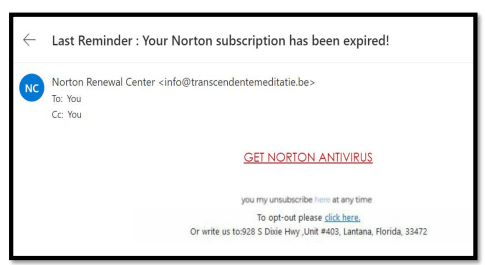 ← Last Reminder : Your Norton subscription has been expired!
NC
Norton Renewal Center <info@transcendentemeditatie.be>
To: You
Cc: You
GET NORTON ANTIVIRUS
you my unsubscribe here at any time
To opt-out please click here.
Or write us to:928 S Dixie Hwy ,Unit #403, Lantana, Florida, 33472